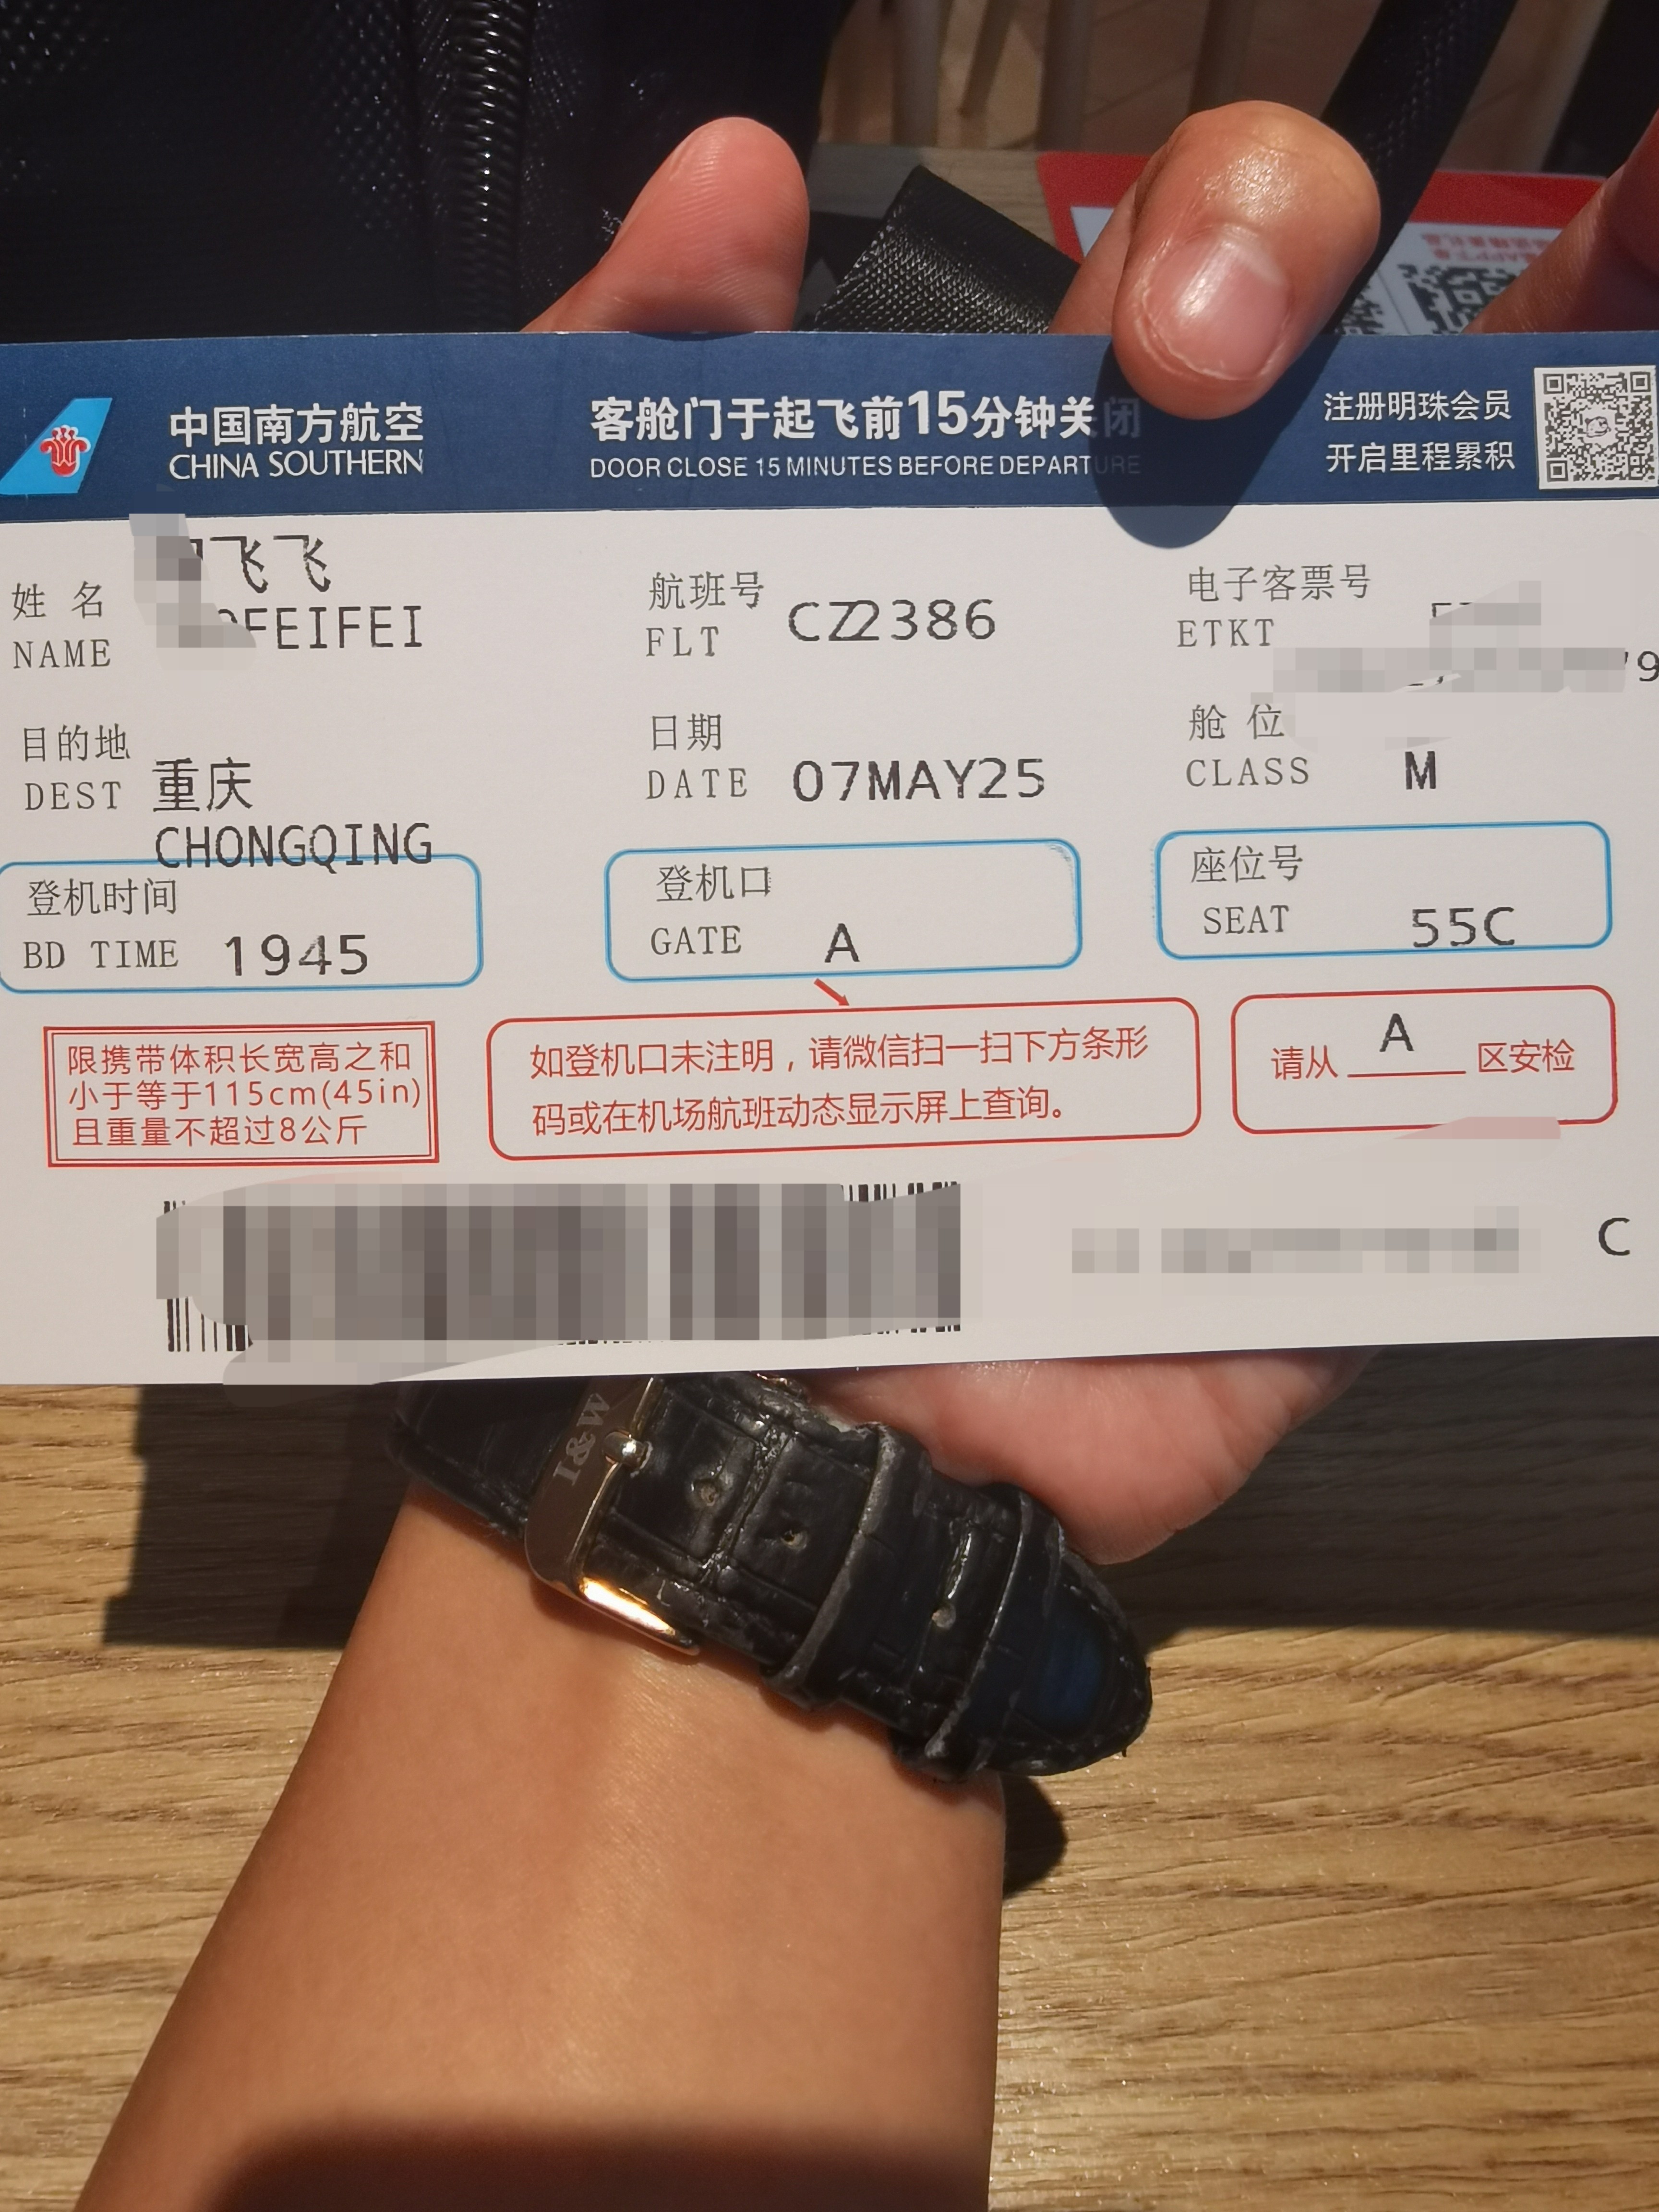 中国南方航空
CHINA SOUTHERN
客舱门于起飞前15分钟关闭
DOOR CLOSE 15 MINUTES BEFORE DEPARTURE
注册明珠会员
开启里程累积
姓 名 飞飞
NAME FEIFEI
航班号
FLT CZ2386
电子客票号
ETKT
9
目的地
DEST 重庆
CHONGQING
日期
DATE 07MAY25
舱 位
CLASS M
登机时间
BD TIME 1945
登机口
GATE A
座位号
SEAT 55C
限携带体积长宽高之和
小于等于115cm(45in)
且重量不超过8公斤
如登机口未注明，请微信扫一扫下方条形
码或在机场航班动态显示屏上查询。
请从 A 区安检
C
I&W